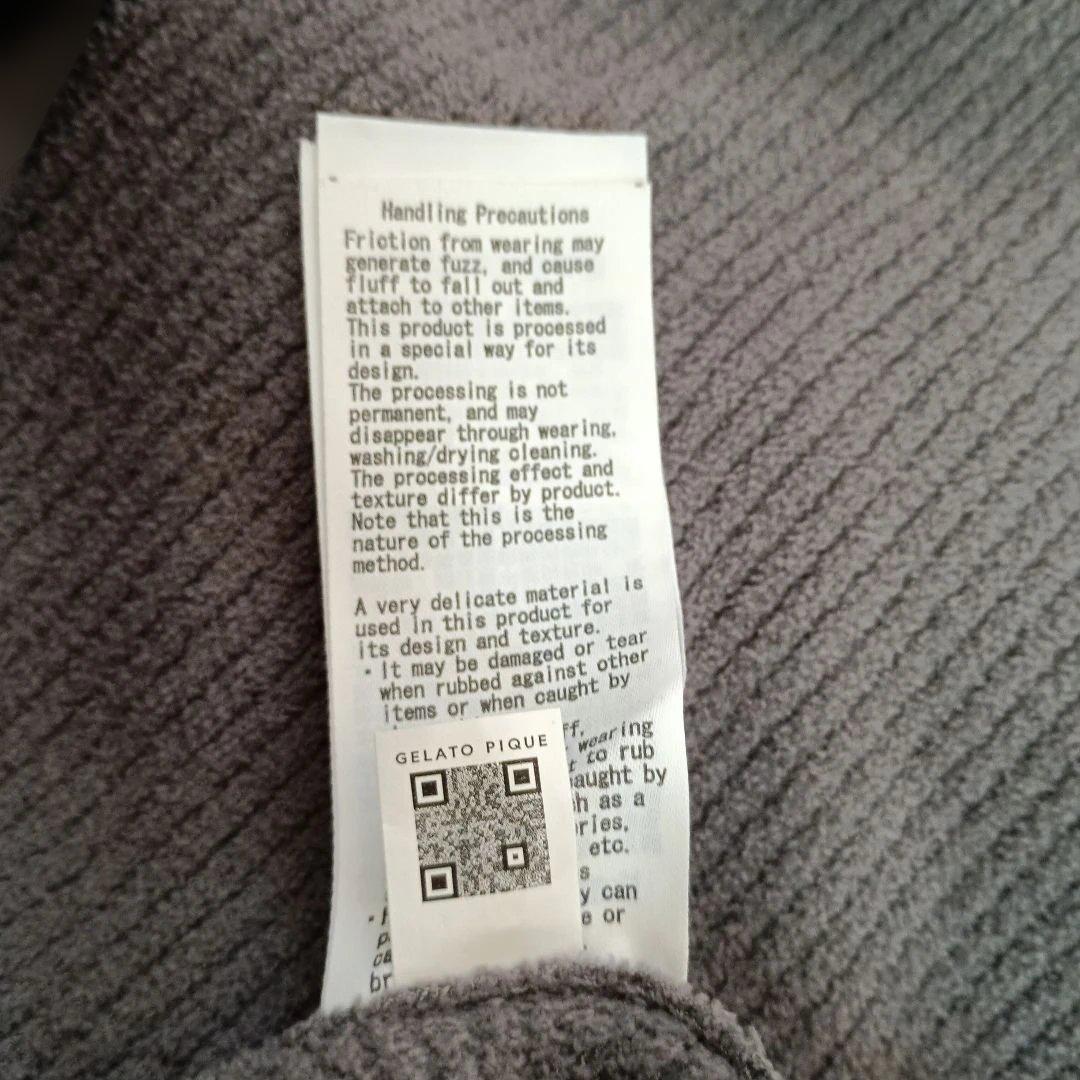 Handling Precautions
Friction from wearing may
generate fuzz, and cause
fluff to fall out and
attach to other items.
This product is processed
in a special way for its
design.
The processing is not
permanent, and may
disappear through wearing,
washing/drying cleaning.
The processing effect and
texture differ by product.
Note that this is the
nature of the processing
method.
A very delicate material is
used in this product for
its design and texture.
・It may be damaged or tear
when rubbed against other
items or when caught by
wearing
to rub
by
as a
etc.
can
or
GELATO PIQUE